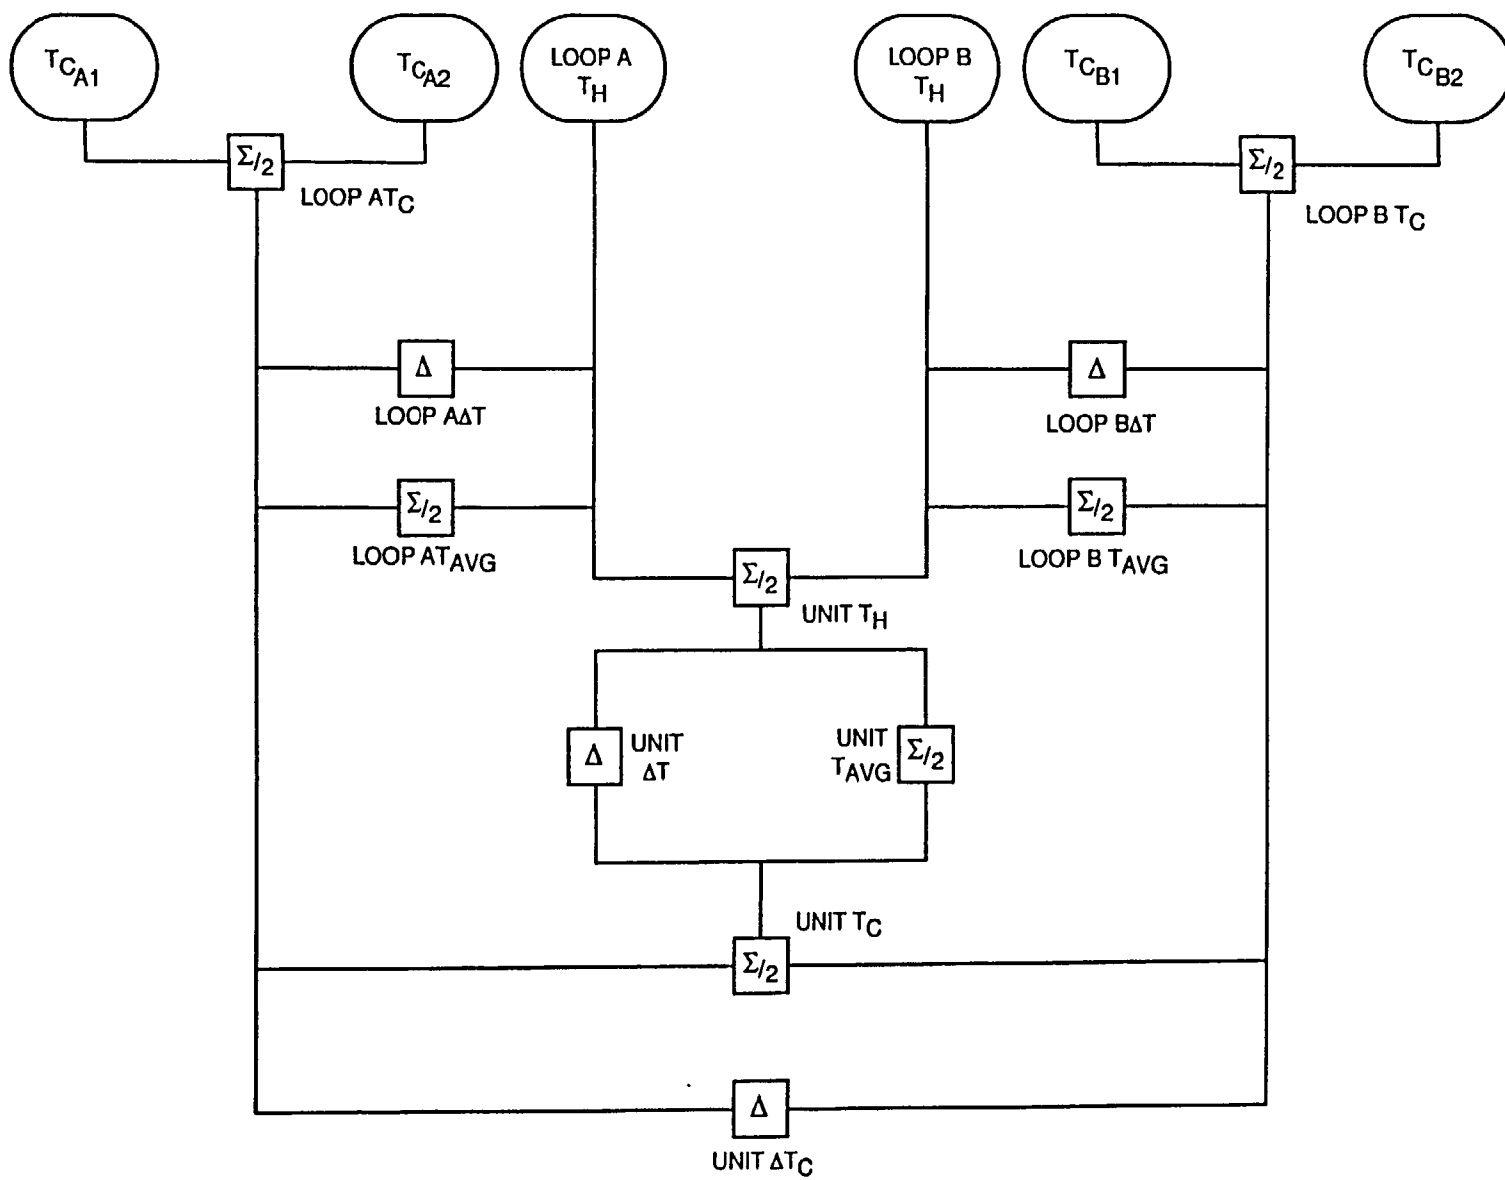 TCA1
TCA2
LOOP A
TH
LOOP B
TH
TCB1
TCB2
Σ/2
LOOP ATC
Σ/2
LOOP B TC
Δ
LOOP AΔT
Δ
LOOP BΔT
Σ/2
LOOP ATAVG
Σ/2
LOOP B TAVG
Σ/2
UNIT TH
Δ
UNIT
ΔT
UNIT
TAVG
Σ/2
UNIT TC
Σ/2
Δ
UNIT ΔTC